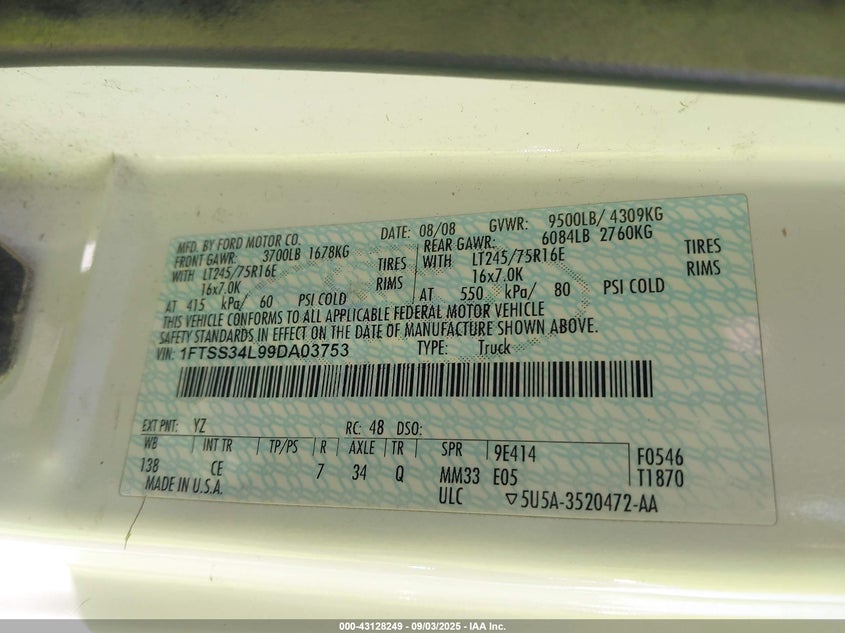 MFD. BY FORD MOTOR CO. DATE: 08/08 GVWR: 9500LB/ 4309KG
FRONT GAWR: 3700LB 1678KG REAR GAWR: 6084LB 2760KG
WITH LT245/75R16E TIRES WITH LT245/75R16E TIRES
16x7.0K RIMS 16x7.0K RIMS
AT 415 kPa/ 60 PSI COLD AT 550 kPa/ 80 PSI COLD
THIS VEHICLE CONFORMS TO ALL APPLICABLE FEDERAL MOTOR VEHICLE
SAFETY STANDARDS IN EFFECT ON THE DATE OF MANUFACTURE SHOWN ABOVE.
VIN: 1FTSS34L99DA03753 TYPE: Truck
EXT PNT: YZ RC: 48 DSO:
WB INT TR TP/PS R AXLE TR SPR 9E414 F0546
138 CE 7 34 Q MM33 E05 T1870
MADE IN U.S.A. ULC ▽5U5A-3520472-AA
000-43128249 - 09/03/2025 - IAA Inc.